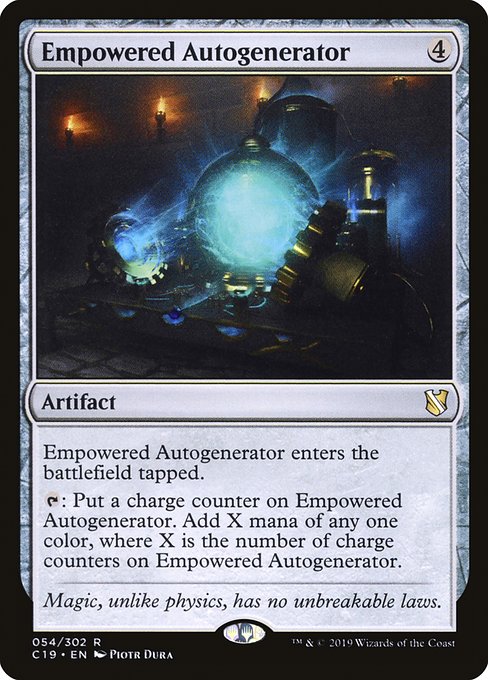 Empowered Autogenerator 4
Artifact
Empowered Autogenerator enters the
battlefield tapped.
: Put a charge counter on Empowered
Autogenerator. Add X mana of any one
color, where X is the number of charge
counters on Empowered Autogenerator.
Magic, unlike physics, has no unbreakable laws.
054/302 R
C19 • EN Piotr Dura
™ & © 2019 Wizards of the Coast